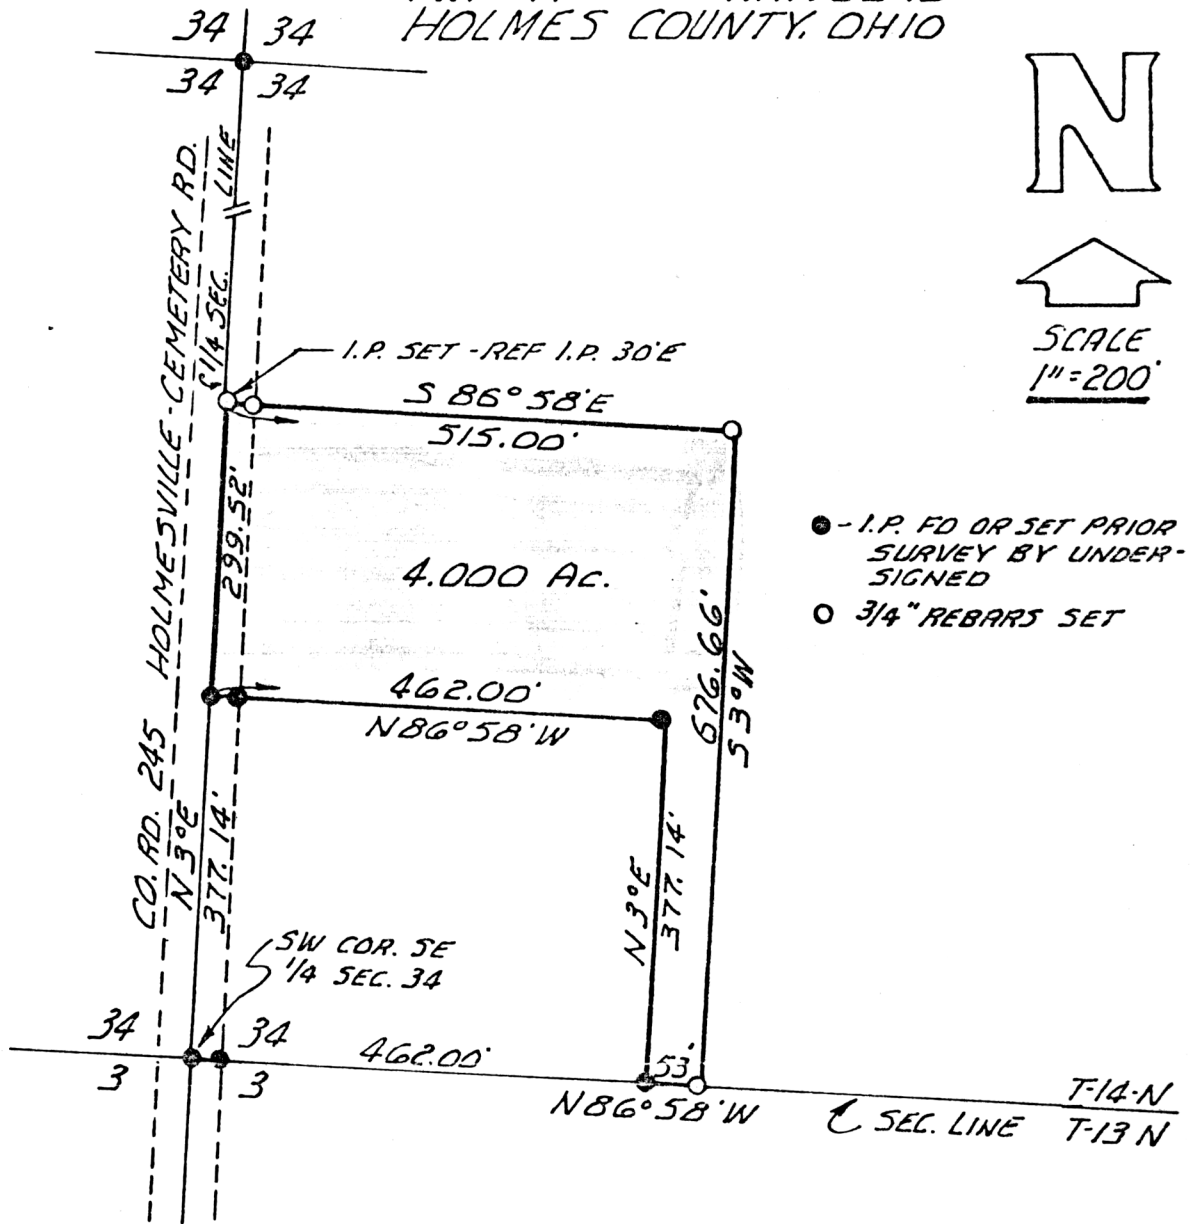 HOLMES COUNTY. OHIO
34 34
34 34
N
SCALE
1"=200'
HOLMESVILLE-CEMETERY RD.
¼ SEC. LINE
I.P. SET -REF I.P. 30'E
S 86°58'E
515.00'
299.52'
4.000 Ac.
● - I.P. FD OR SET PRIOR
SURVEY BY UNDER-
SIGNED
○ 3/4" REBARS SET
676.66'
S 3°W
462.00'
N86°58'W
CO. RD. 245
N 3°E
377.14'
N 3°E
377.14'
SW COR. SE
1/4 SEC. 34
34 34
3 3
462.00'
53'
N86°58'W
SEC. LINE
T-14-N
T-13 N